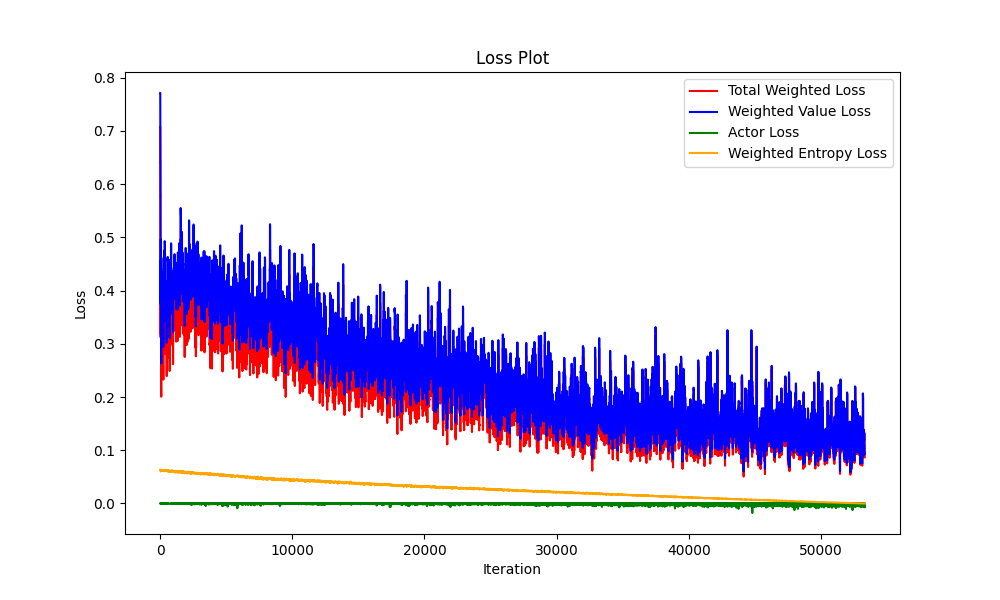 Loss Plot
Total Weighted Loss
Weighted Value Loss
Actor Loss
Weighted Entropy Loss
Loss
0.8
0.7
0.6
0.5
0.4
0.3
0.2
0.1
0.0
0 10000 20000 30000 40000 50000
Iteration